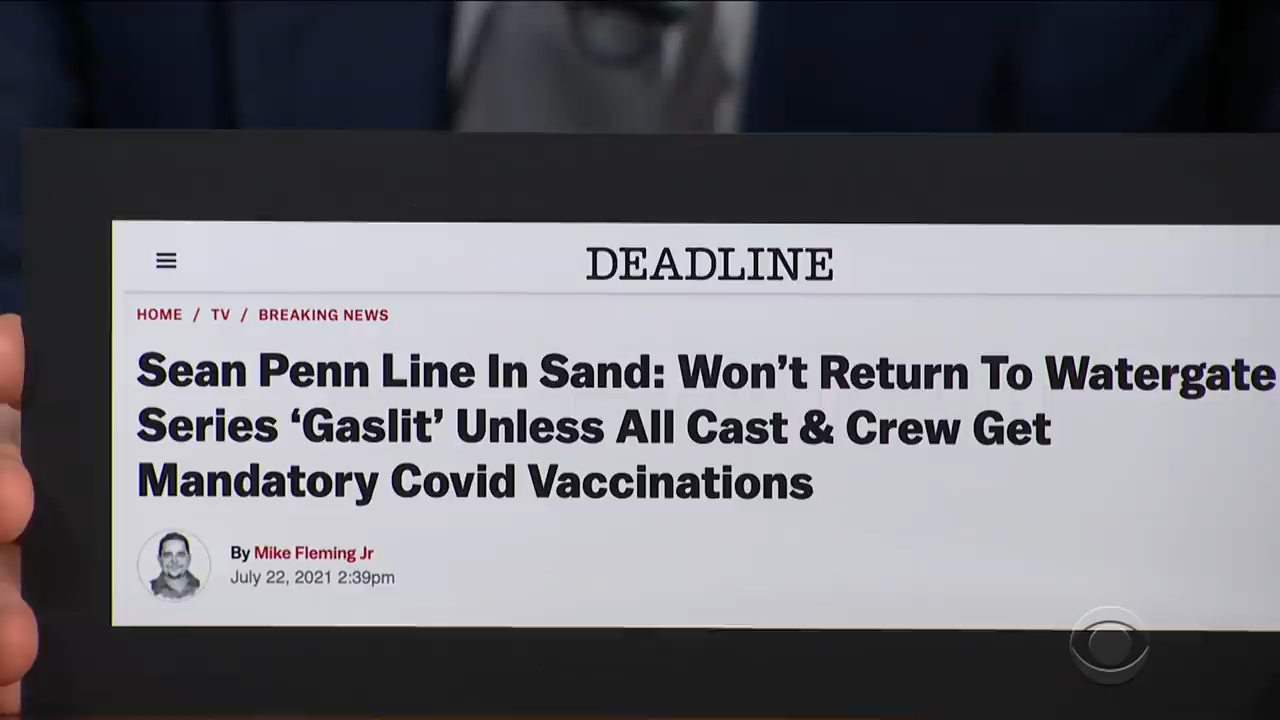 DEADLINE
HOME / TV / BREAKING NEWS
Sean Penn Line In Sand: Won't Return To Watergate
Series 'Gaslit' Unless All Cast & Crew Get
Mandatory Covid Vaccinations
By Mike Fleming Jr
July 22, 2021 2:39pm